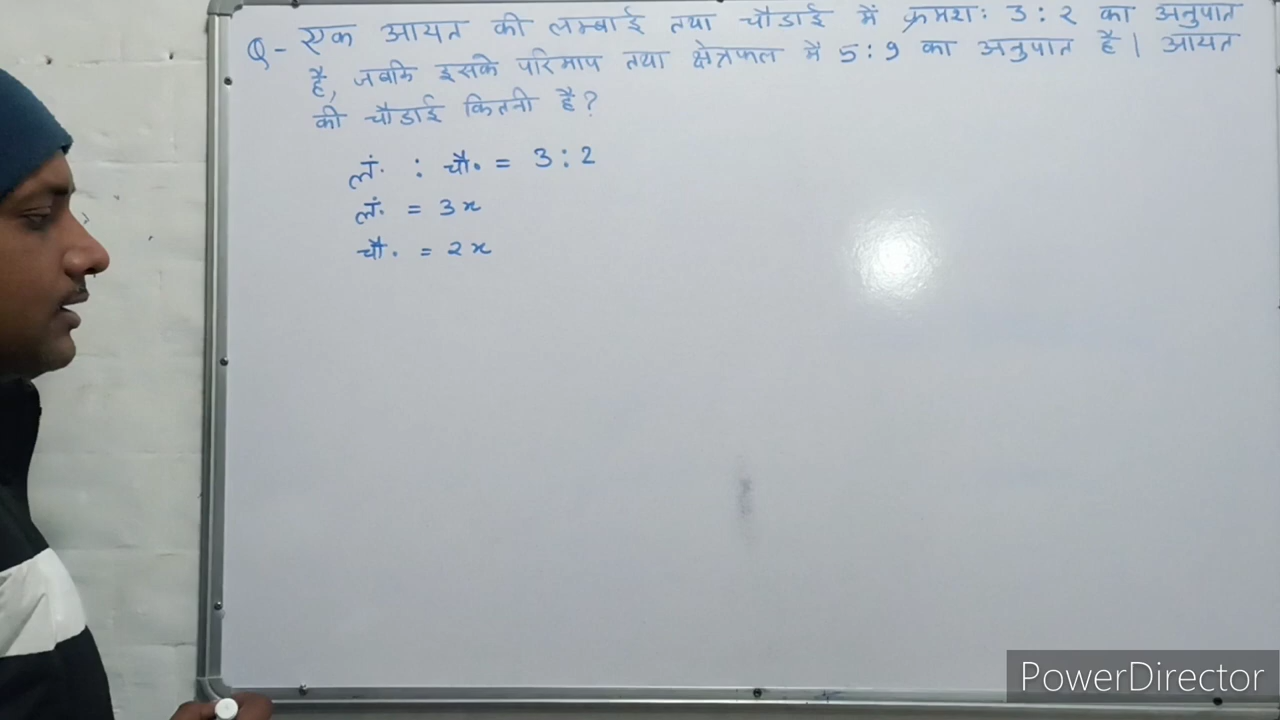 Q- एक आयत की लम्बाई तथा चौडाई में क्रमशः 3:2 का अनुपात
है, जबकि इसके परिमाप तथा क्षेत्रफल में 5:9 का अनुपात है। आयत
की चौडाई कितनी है?
लं. : चौ. = 3:2
लं. = 3x
चौ. = 2x
PowerDirector